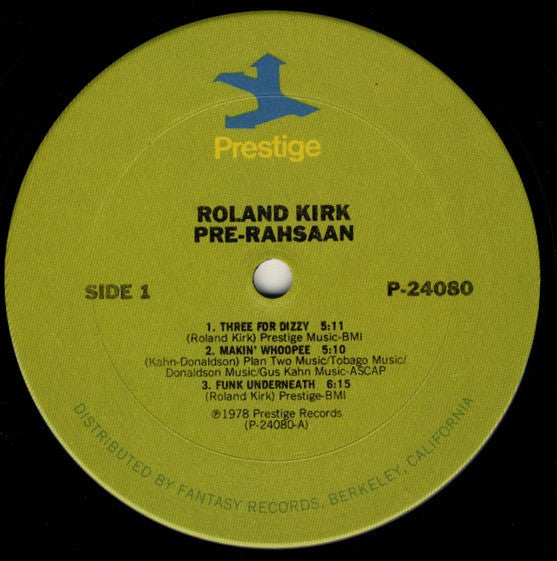 Prestige
ROLAND KIRK
PRE-RAHSAAN
SIDE 1
P-24080
1. THREE FOR DIZZY 5:11
(Roland Kirk) Prestige Music-BMI
2. MAKIN' WHOOPEE 5:10
(Kahn-Donaldson) Plan Two Music/Tobago Music/
Donaldson Music/Gus Kahn Music-ASCAP
3. FUNK UNDERNEATH 6:15
(Roland Kirk) Prestige-BMI
℗1978 Prestige Records
(P-24080-A)
DISTRIBUTED BY FANTASY RECORDS, BERKELEY, CALIFORNIA